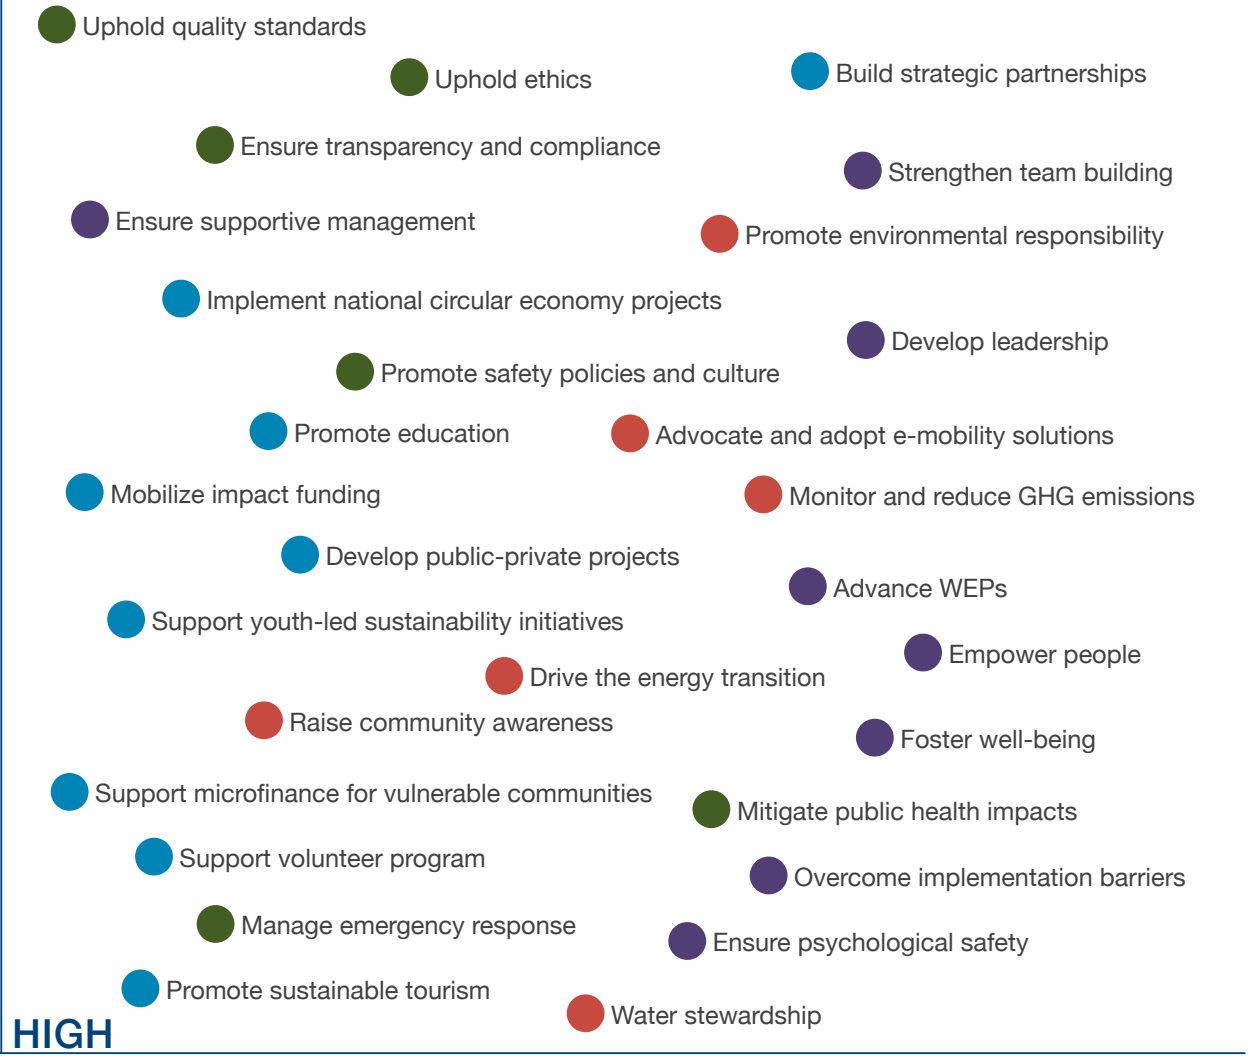 Uphold quality standards
Uphold ethics
Build strategic partnerships
Ensure transparency and compliance
Strengthen team building
Ensure supportive management
Promote environmental responsibility
Implement national circular economy projects
Develop leadership
Promote safety policies and culture
Promote education
Advocate and adopt e-mobility solutions
Mobilize impact funding
Monitor and reduce GHG emissions
Develop public-private projects
Advance WEPs
Support youth-led sustainability initiatives
Empower people
Drive the energy transition
Raise community awareness
Foster well-being
Support microfinance for vulnerable communities
Mitigate public health impacts
Support volunteer program
Overcome implementation barriers
Manage emergency response
Ensure psychological safety
Promote sustainable tourism
Water stewardship
HIGH